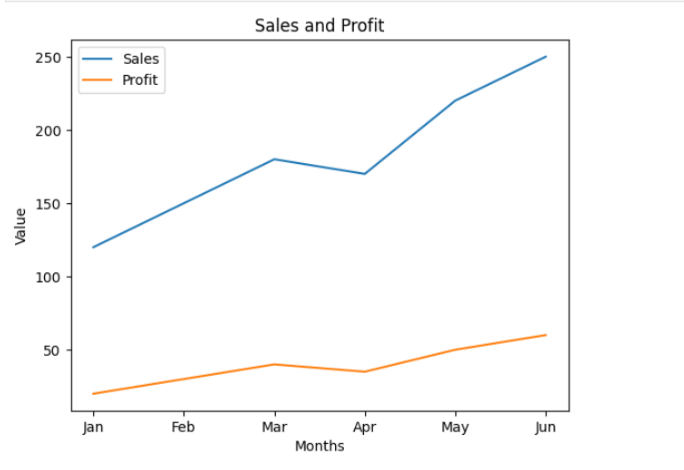 Sales and Profit
Sales
Profit
250
200
150
100
50
Value
Jan Feb Mar Apr May Jun
Months